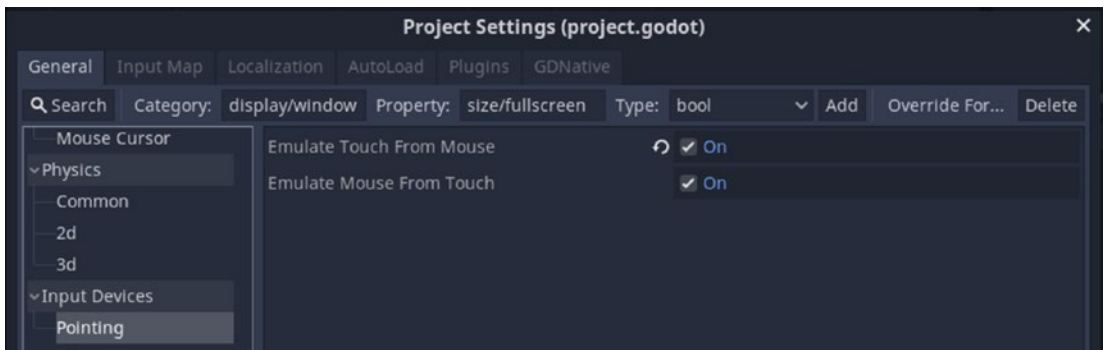 Project Settings (project.godot)
General Input Map Localization AutoLoad Plugins GDNative
Search Category: display/window Property: size/fullscreen Type: bool Add Override For... Delete
Mouse Cursor
Physics
Common
2d
3d
Input Devices
Pointing
Emulate Touch From Mouse On
Emulate Mouse From Touch On